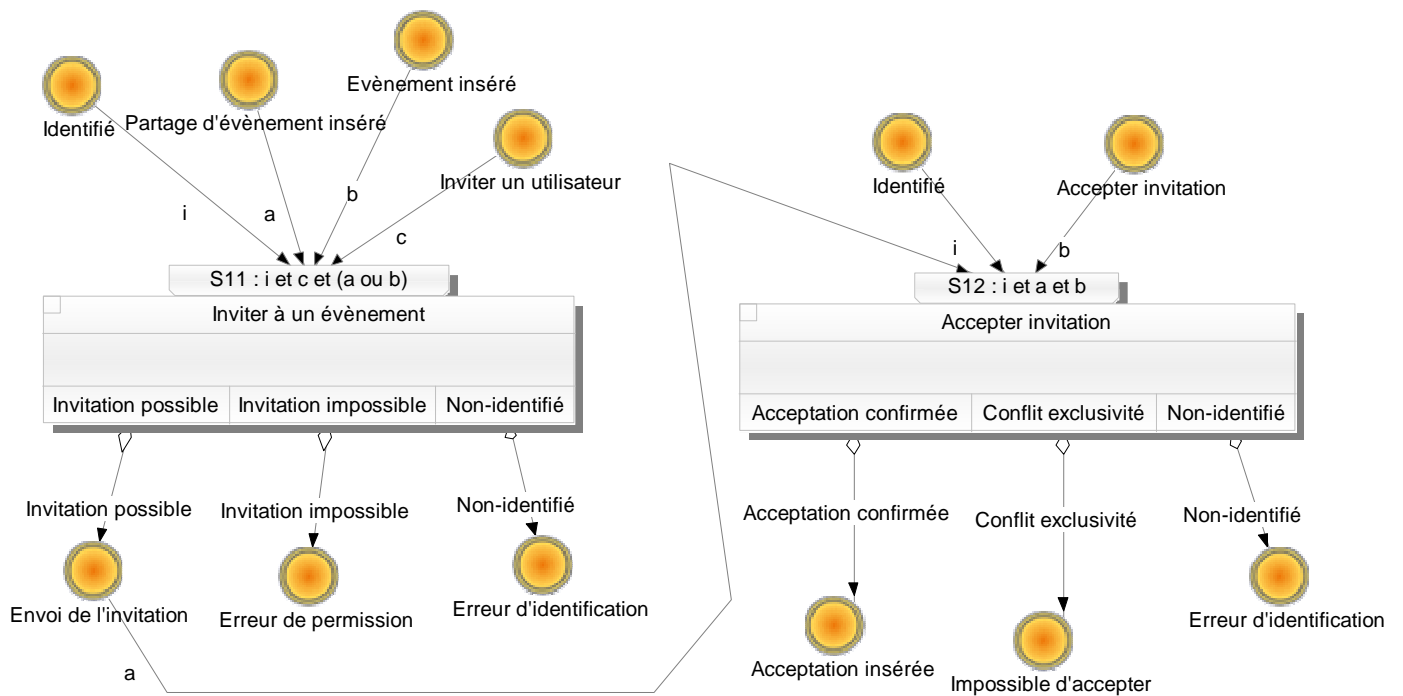 Evènement inséré
Identifié
Partage d'évènement inséré
Inviter un utilisateur
i
a
b
c
S11 : i et c et (a ou b)
Inviter à un évènement
Invitation possible
Invitation impossible
Non-identifié
Invitation possible
Invitation impossible
Non-identifié
Envoi de l'invitation
Erreur de permission
Erreur d'identification
a
Identifié
Accepter invitation
i
b
S12 : i et a et b
Accepter invitation
Acceptation confirmée
Conflit exclusivité
Non-identifié
Acceptation confirmée
Conflit exclusivité
Non-identifié
Acceptation insérée
Impossible d'accepter
Erreur d'identification